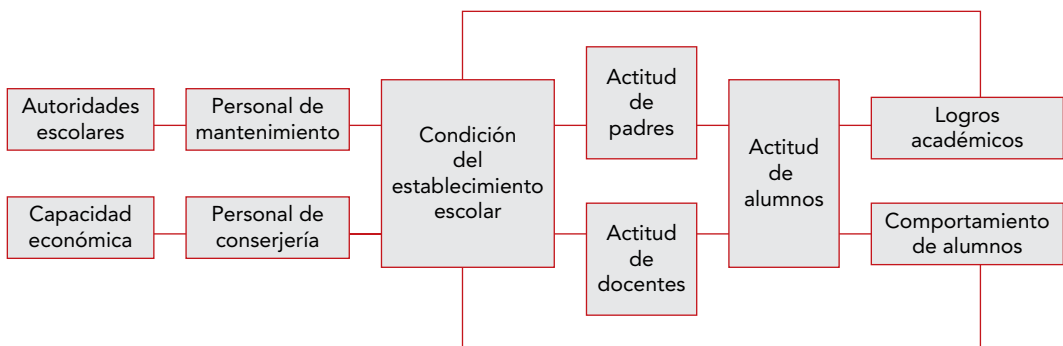 Autoridades
escolares
Personal de
mantenimiento
Capacidad
económica
Personal de
conserjería
Condición
del
establecimiento
escolar
Actitud
de
padres
Actitud
de
docentes
Actitud
de
alumnos
Logros
académicos
Comportamiento
de alumnos